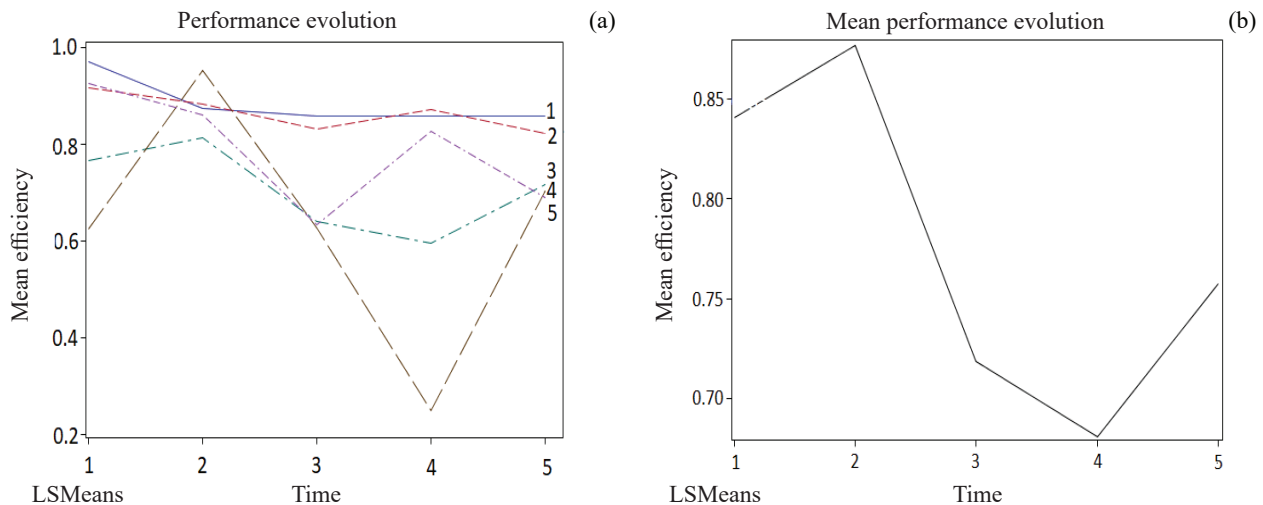 Performance evolution
(a)
Mean efficiency
1.0
0.8
0.6
0.4
0.2
1
2
3
4
5
1 2 3 4 5
LSMeans Time
Mean performance evolution
(b)
Mean efficiency
0.85
0.80
0.75
0.70
1 2 3 4 5
LSMeans Time